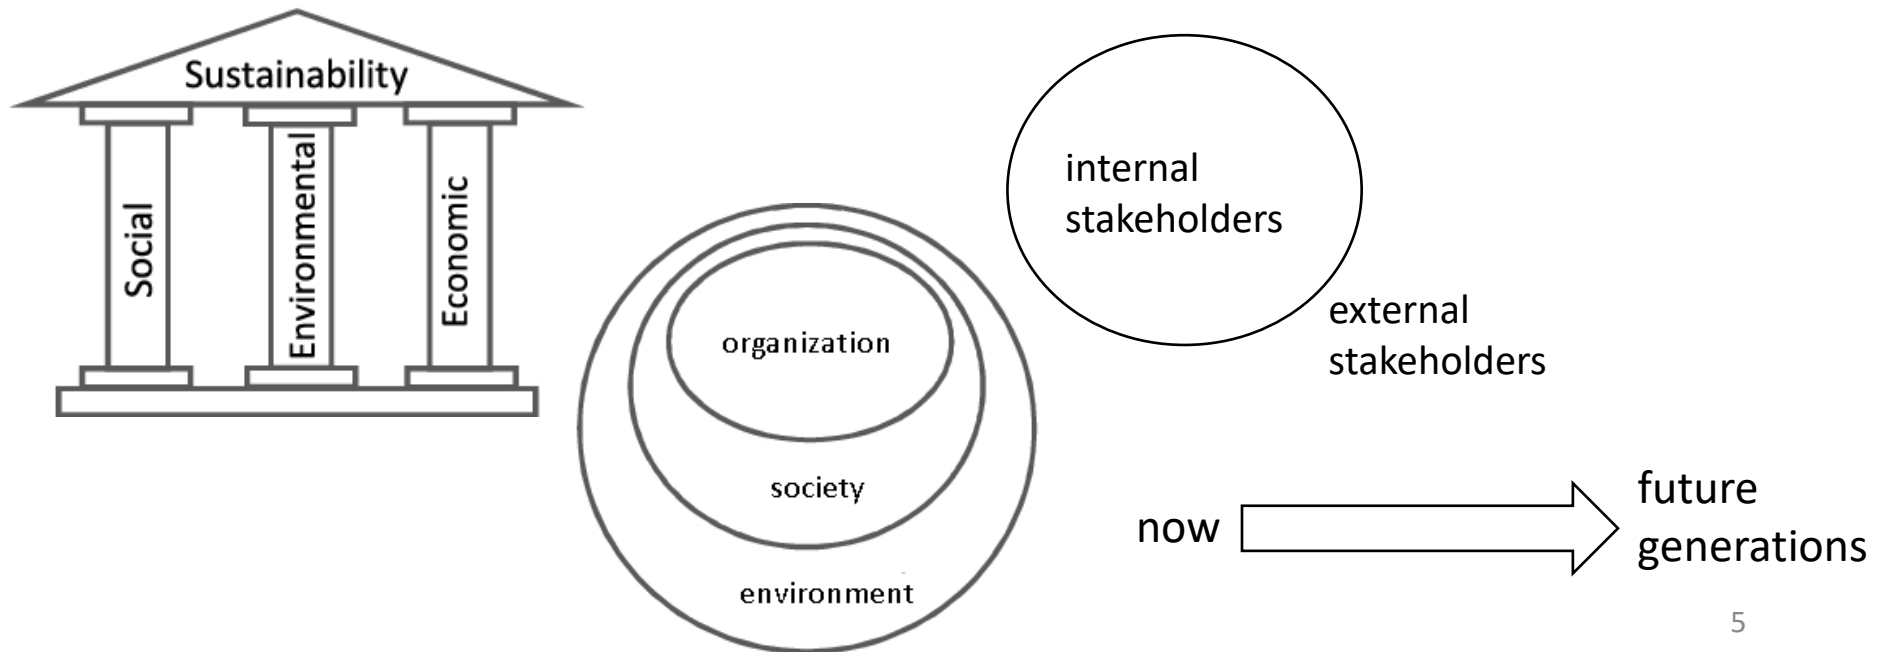 Sustainability
Social
Environmental
Economic
organization
society
environment
internal
stakeholders
external
stakeholders
now
future
generations
5